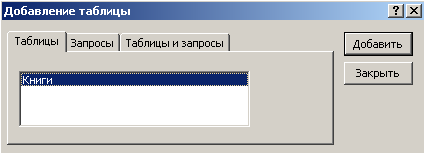 Добавление таблицы
Таблицы Запросы Таблицы и запросы
Добавить
Закрыть
Книги